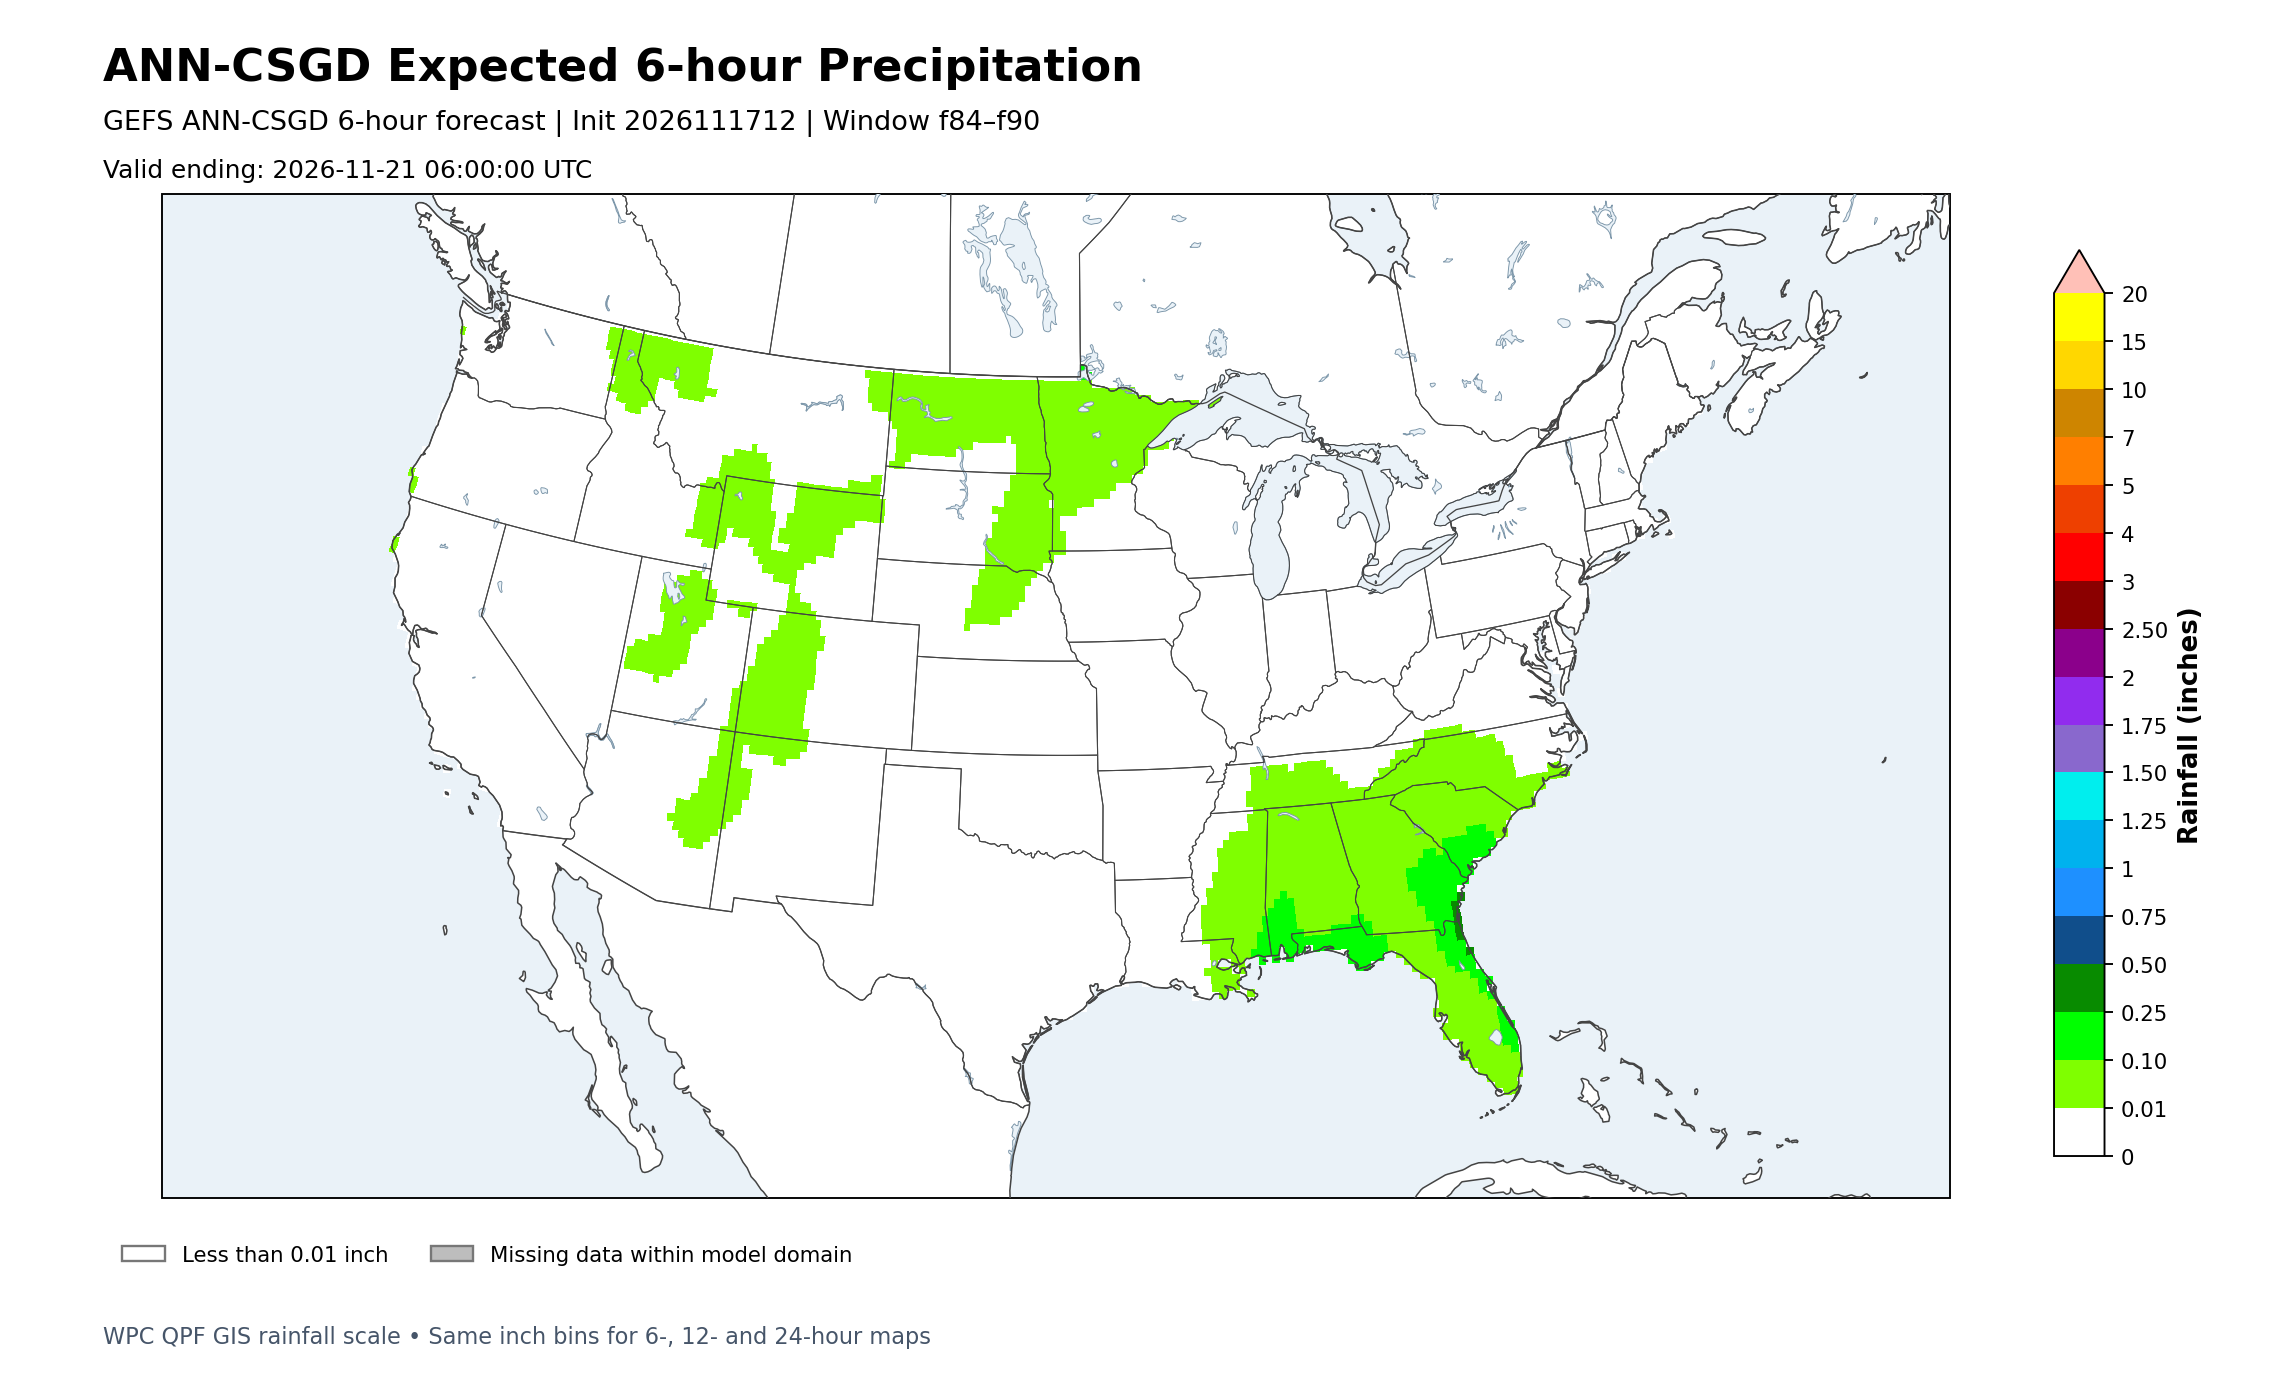 ANN-CSGD Expected 6-hour Precipitation
GEFS ANN-CSGD 6-hour forecast | Init 2026111712 | Window f84–f90
Valid ending: 2026-11-21 06:00:00 UTC
20
15
10
7
5
4
3
2.50
2
1.75
1.50
1.25
1
0.75
0.50
0.25
0.10
0.01
0
Rainfall (inches)
Less than 0.01 inch
Missing data within model domain
WPC QPF GIS rainfall scale • Same inch bins for 6-, 12- and 24-hour maps